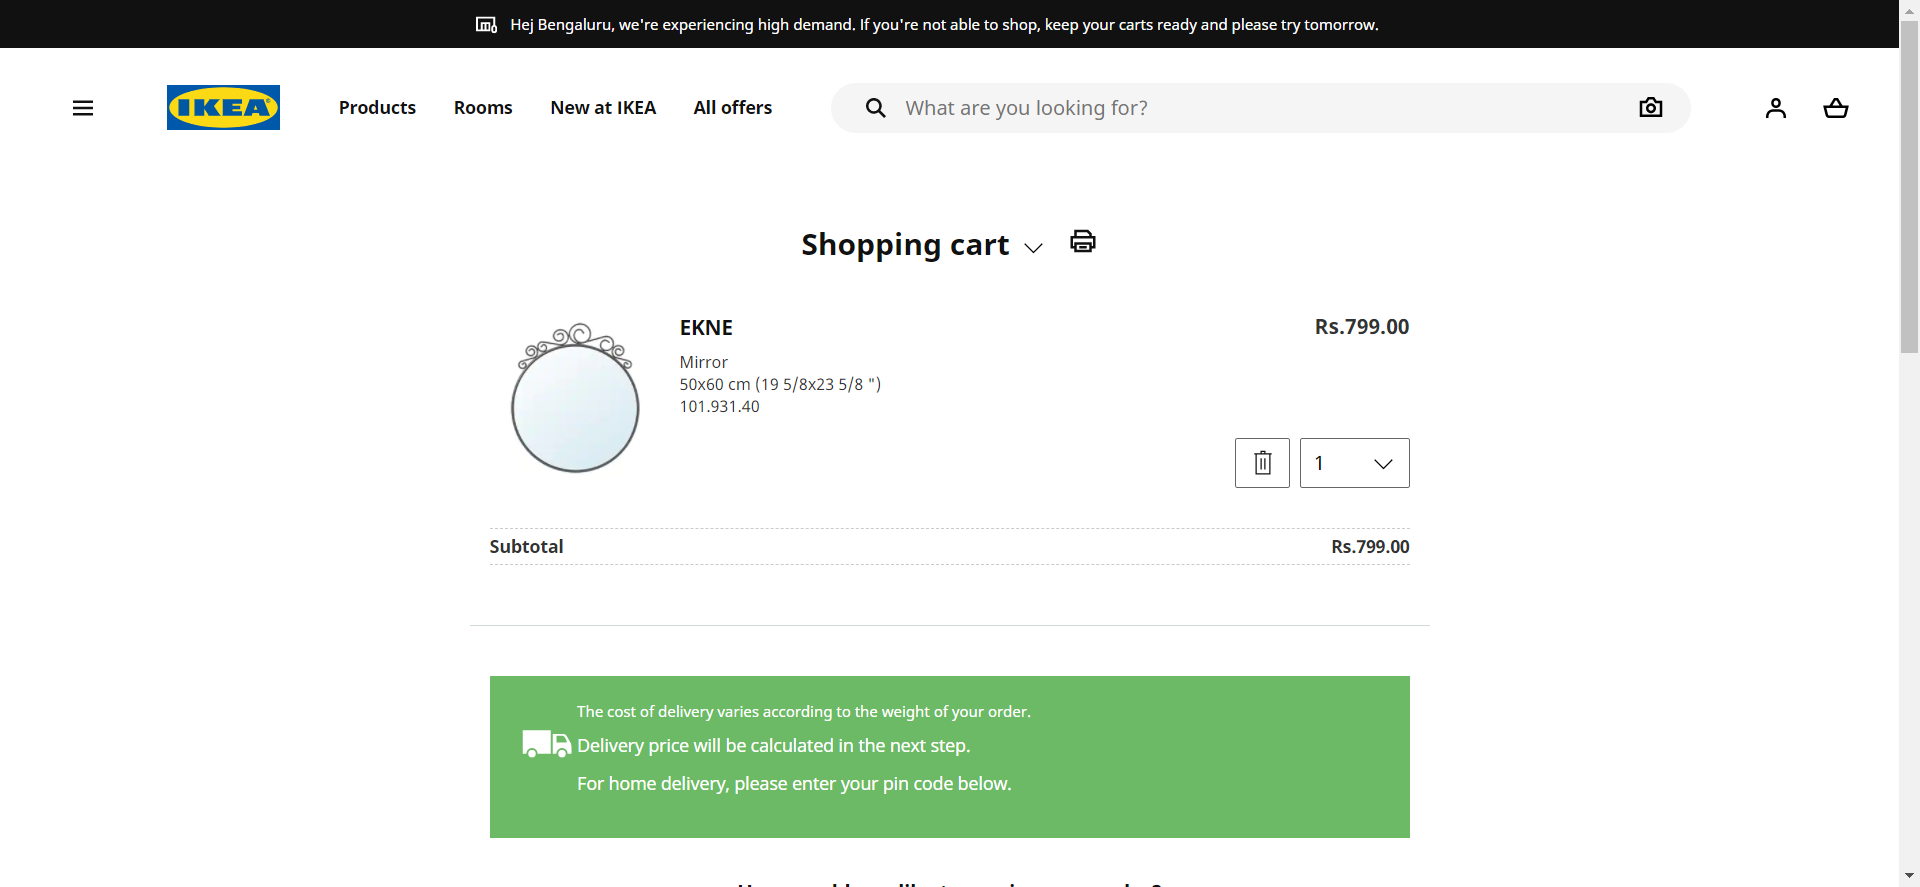 Hej Bengaluru, we're experiencing high demand. If you're not able to shop, keep your carts ready and please try tomorrow.
IKEA
Products
Rooms
New at IKEA
All offers
What are you looking for?
Shopping cart
EKNE
Rs.799.00
Mirror
50x60 cm (19 5/8x23 5/8 ")
101.931.40
1
Subtotal
Rs.799.00
The cost of delivery varies according to the weight of your order.
Delivery price will be calculated in the next step.
For home delivery, please enter your pin code below.